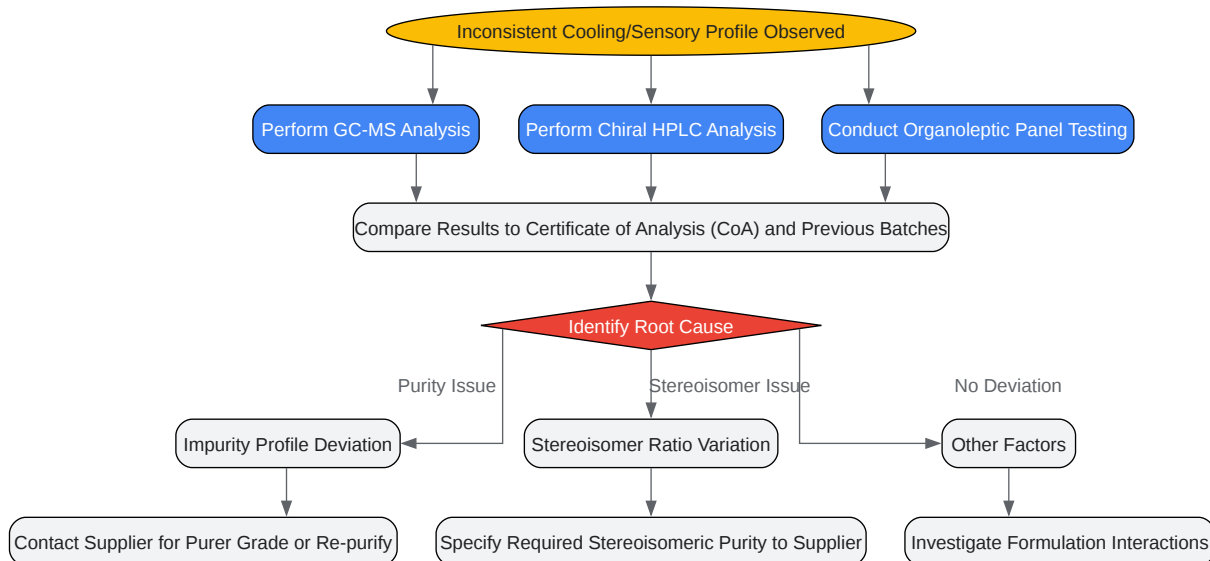 Inconsistent Cooling/Sensory Profile Observed
Perform GC-MS Analysis
Perform Chiral HPLC Analysis
Conduct Organoleptic Panel Testing
Compare Results to Certificate of Analysis (CoA) and Previous Batches
Identify Root Cause
Purity Issue
Stereoisomer Issue
No Deviation
Impurity Profile Deviation
Stereoisomer Ratio Variation
Other Factors
Contact Supplier for Purer Grade or Re-purify
Specify Required Stereoisomeric Purity to Supplier
Investigate Formulation Interactions